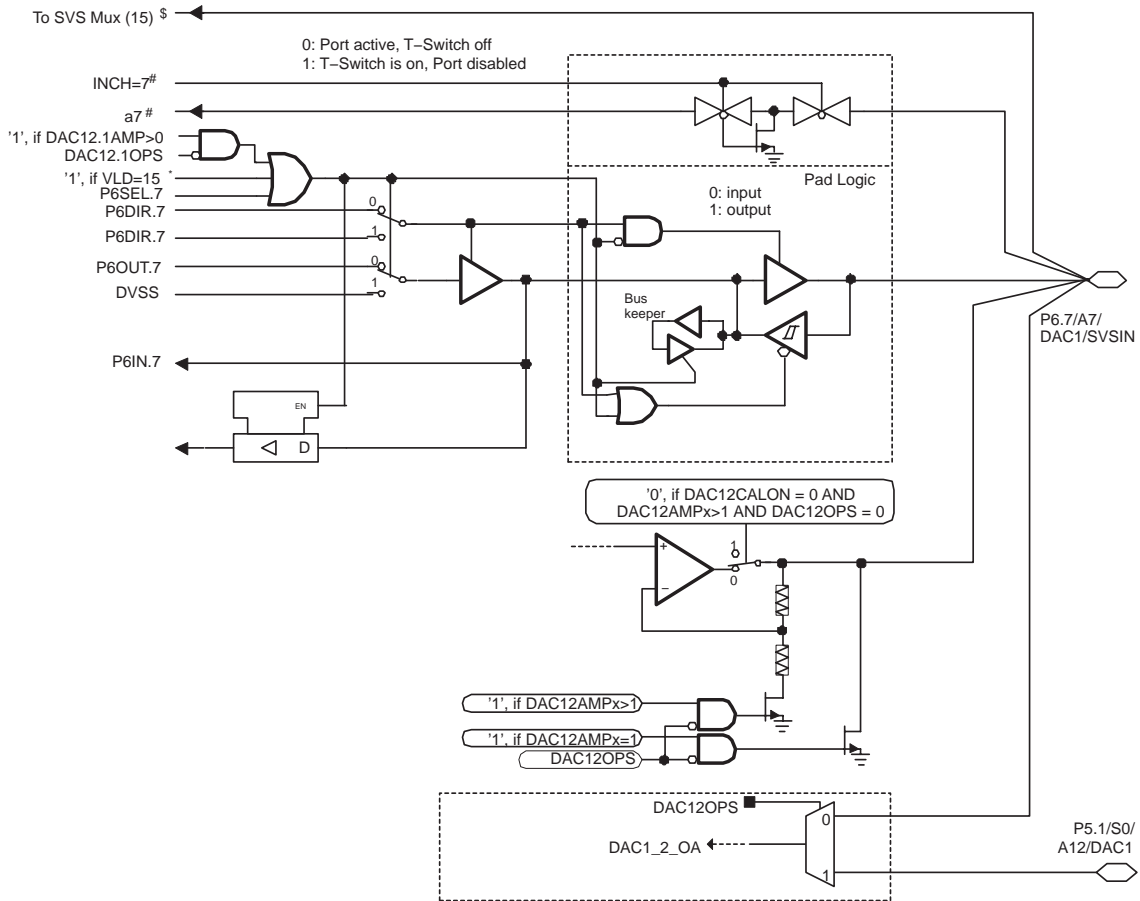 To SVS Mux (15) $
0: Port active, T−Switch off
1: T−Switch is on, Port disabled
INCH=7#
a7 #
'1', if DAC12.1AMP>0
DAC12.1OPS
'1', if VLD=15 *
P6SEL.7
P6DIR.7
0
P6DIR.7
1
P6OUT.7
0
DVSS
1
Pad Logic
0: input
1: output
Bus
keeper
P6IN.7
EN
D
P6.7/A7/
DAC1/SVSIN
'0', if DAC12CALON = 0 AND
DAC12AMPx>1 AND DAC12OPS = 0
+
−
1
0
'1', if DAC12AMPx>1
'1', if DAC12AMPx=1
DAC12OPS
DAC12OPS
0
DAC1_2_OA
1
P5.1/S0/
A12/DAC1